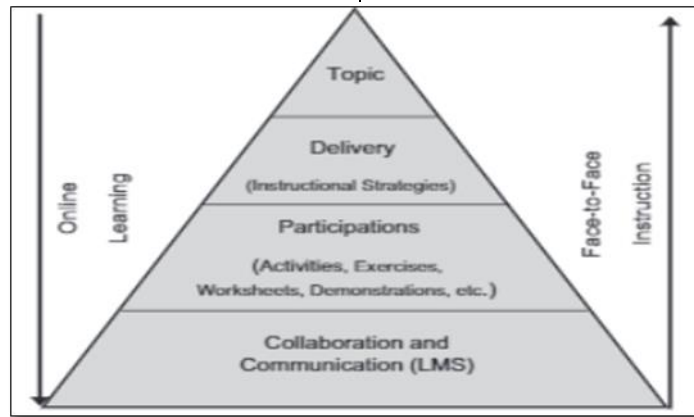 Topic
Delivery
(Instructional Strategies)
Participations
(Activities, Exercises,
Worksheets, Demonstrations, etc.)
Collaboration and
Communication (LMS)
Online
Learning
Face-to-Face
Instruction